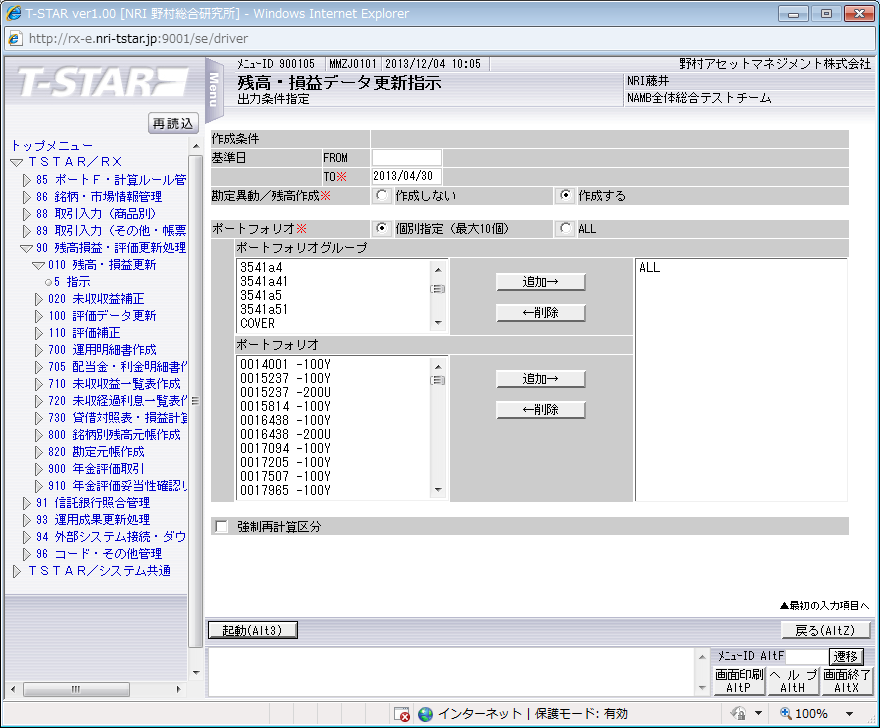 T-STAR ver1.00 [NRI 野村総合研究所] - Windows Internet Explorer
http://rx-e.nri-tstar.jp:9001/se/driver
T-STAR
Menu
ﾒﾆｭｰID 900105 MMZJ0101 2013/12/04 10:05 野村アセットマネジメント株式会社
残高・損益データ更新指示
出力条件指定
NRI藤井
NAMB全体総合テストチーム
再読込
トップメニュー
TSTAR/RX
85 ポートF・計算ルール管
86 銘柄・市場情報管理
88 取引入力（商品別）
89 取引入力（その他・帳票
90 残高損益・評価更新処理
010 残高・損益更新
5 指示
020 未収収益補正
100 評価データ更新
110 評価補正
700 運用明細書作成
705 配当金・利金明細書作
710 未収収益一覧表作成
720 未収経過利息一覧表作
730 貸借対照表・損益計算
800 銘柄別残高元帳作成
820 勘定元帳作成
900 年金評価取引
910 年金評価妥当性確認リ
91 信託銀行照合管理
93 運用成果更新処理
94 外部システム接続・ダウ
96 コード・その他管理
TSTAR/システム共通
作成条件
基準日 FROM
TO※ 2013/04/30
勘定異動／残高作成※ 作成しない 作成する
ポートフォリオ※ 個別指定（最大10個） ALL
ポートフォリオグループ
3541a4
3541a41
3541a5
3541a51
COVER
追加→
←削除
ALL
ポートフォリオ
0014001 -100Y
0015237 -100Y
0015237 -200U
0015814 -100Y
0016438 -100Y
0016438 -200U
0017094 -100Y
0017205 -100Y
0017507 -100Y
0017965 -100Y
追加→
←削除
強制再計算区分
▲最初の入力項目へ
起動(Alt3) 戻る(AltZ)
ﾒﾆｭｰID AltF 遷移
画面印刷 AltP ヘルプ AltH 画面終了 AltX
インターネット | 保護モード: 有効 100%